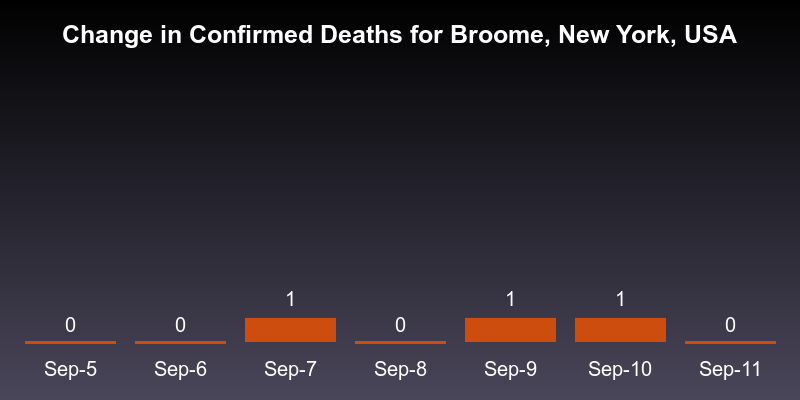 Change in Confirmed Deaths for Broome, New York, USA
0 0 1 0 1 1 0
Sep-5 Sep-6 Sep-7 Sep-8 Sep-9 Sep-10 Sep-11